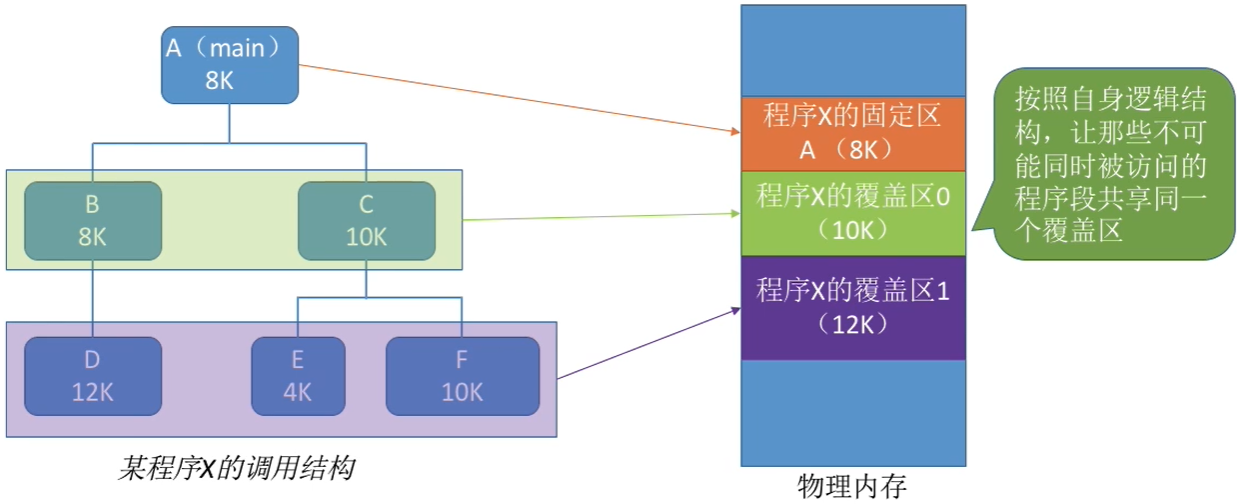 A（main）
8K
B
8K
C
10K
D
12K
E
4K
F
10K
某程序X的调用结构
程序X的固定区
A （8K）
程序X的覆盖区0
（10K）
程序X的覆盖区1
（12K）
物理内存
按照自身逻辑结
构，让那些不可
能同时被访问的
程序段共享同一
个覆盖区